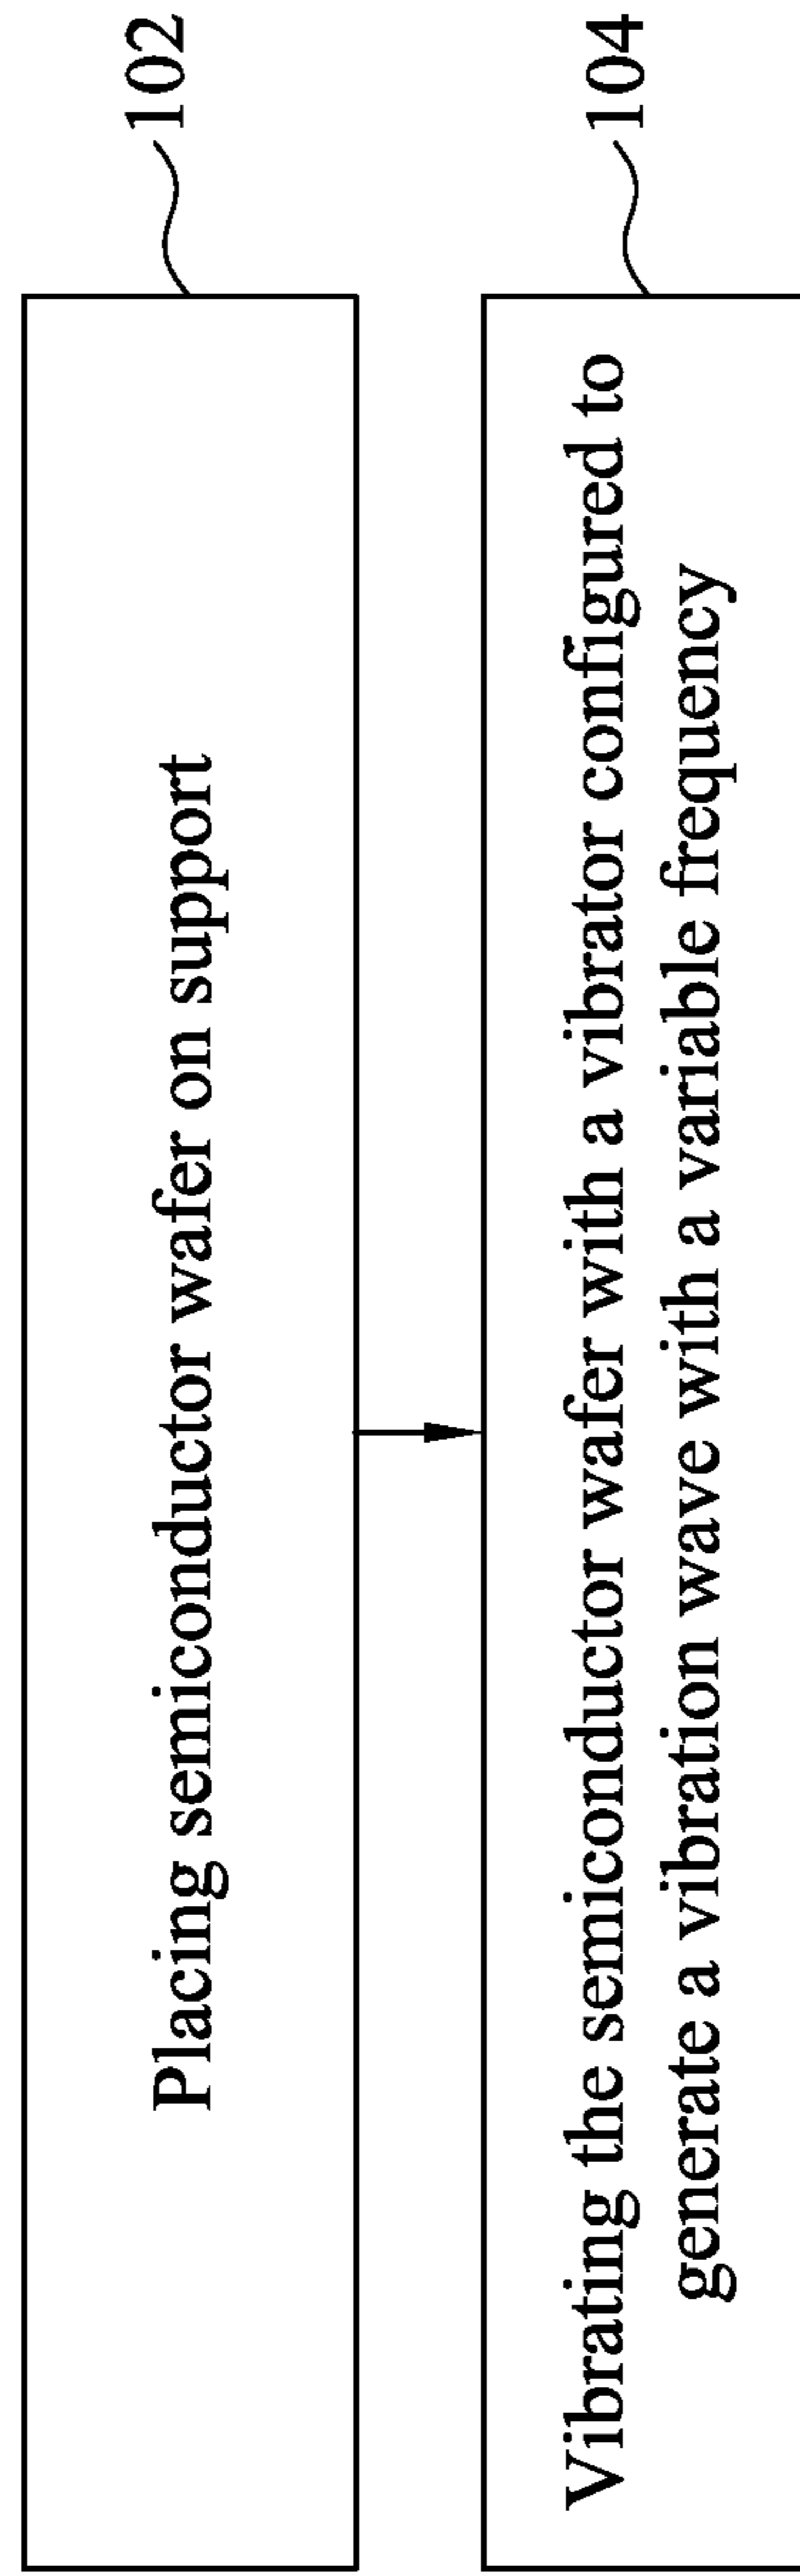 102
Placing semiconductor wafer on support
104
Vibrating the semiconductor wafer with a vibrator configured to
generate a vibration wave with a variable frequency